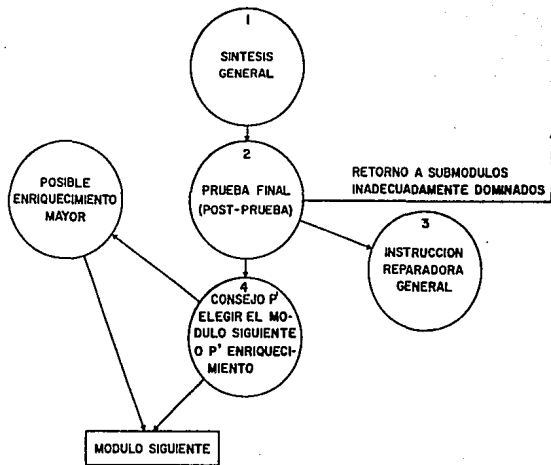 1
SINTESIS
GENERAL
2
PRUEBA FINAL
(POST-PRUEBA)
RETORNO A SUBMODULOS
INADECUADAMENTE DOMINADOS
POSIBLE
ENRIQUECIMIENTO
MAYOR
3
INSTRUCCION
REPARADORA
GENERAL
4
CONSEJO P'
ELEGIR EL MO-
DULO SIGUIENTE
O P' ENRIQUECI-
MIENTO
MODULO SIGUIENTE